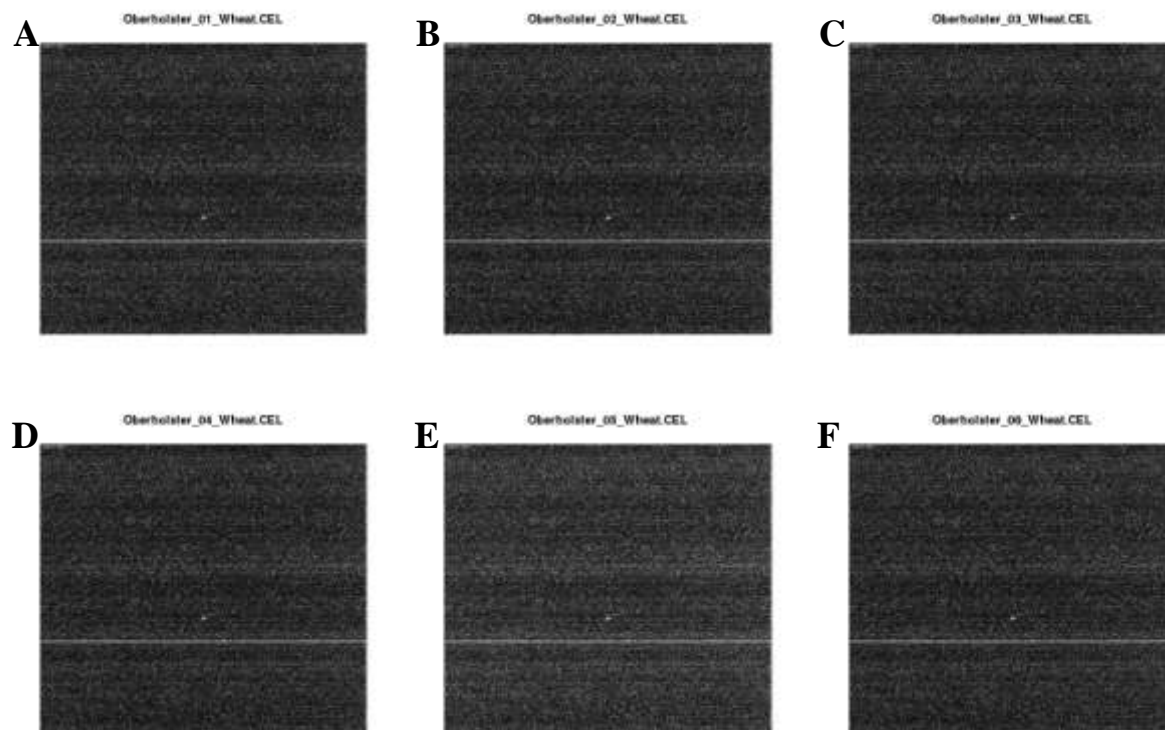 Oberholster_01_Wheat.CEL
Oberholster_02_Wheat.CEL
Oberholster_03_Wheat.CEL
A
B
C
Oberholster_04_Wheat.CEL
Oberholster_05_Wheat.CEL
Oberholster_06_Wheat.CEL
D
E
F